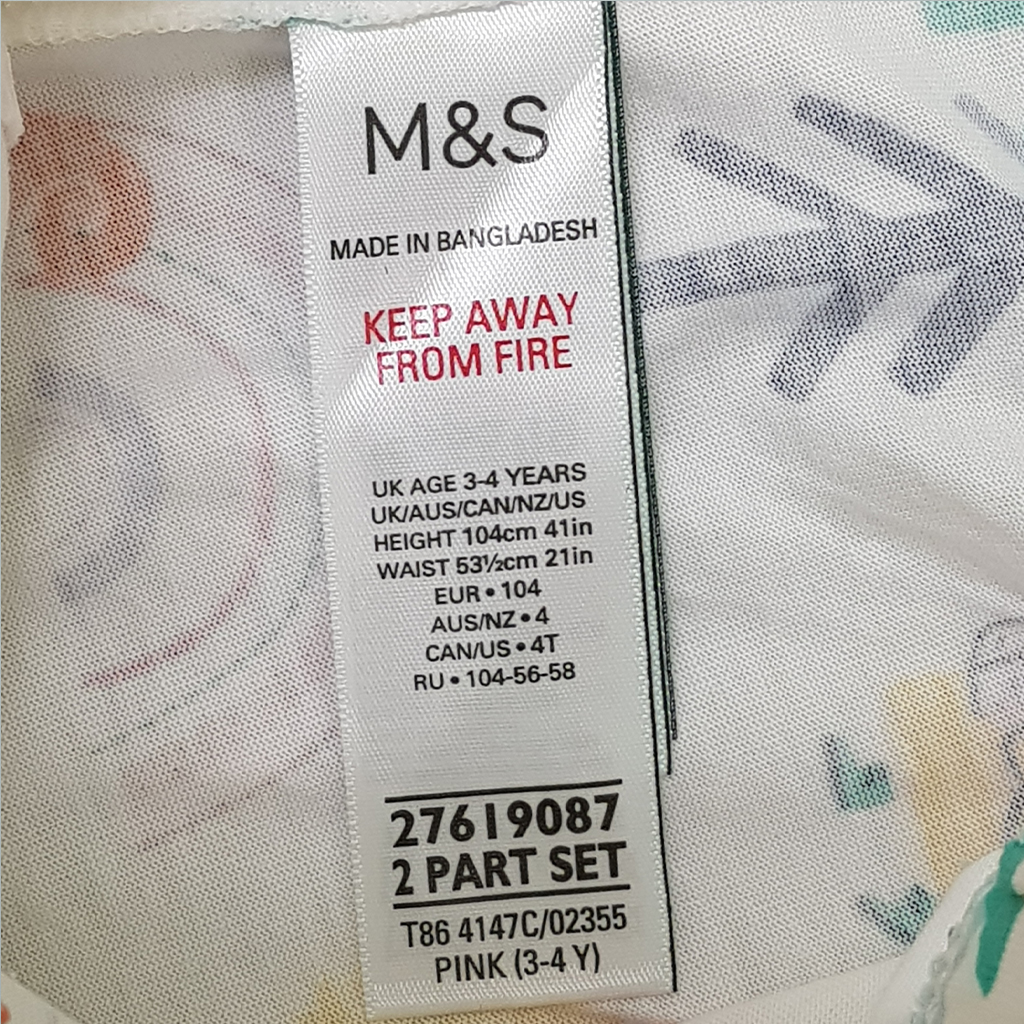 M&S
MADE IN BANGLADESH
KEEP AWAY
FROM FIRE
UK AGE 3-4 YEARS
UK/AUS/CAN/NZ/US
HEIGHT 104cm 41in
WAIST 53½cm 21in
EUR • 104
AUS/NZ • 4
CAN/US • 4T
RU • 104-56-58
27619087
2 PART SET
T86 4147C/02355
PINK (3-4 Y)